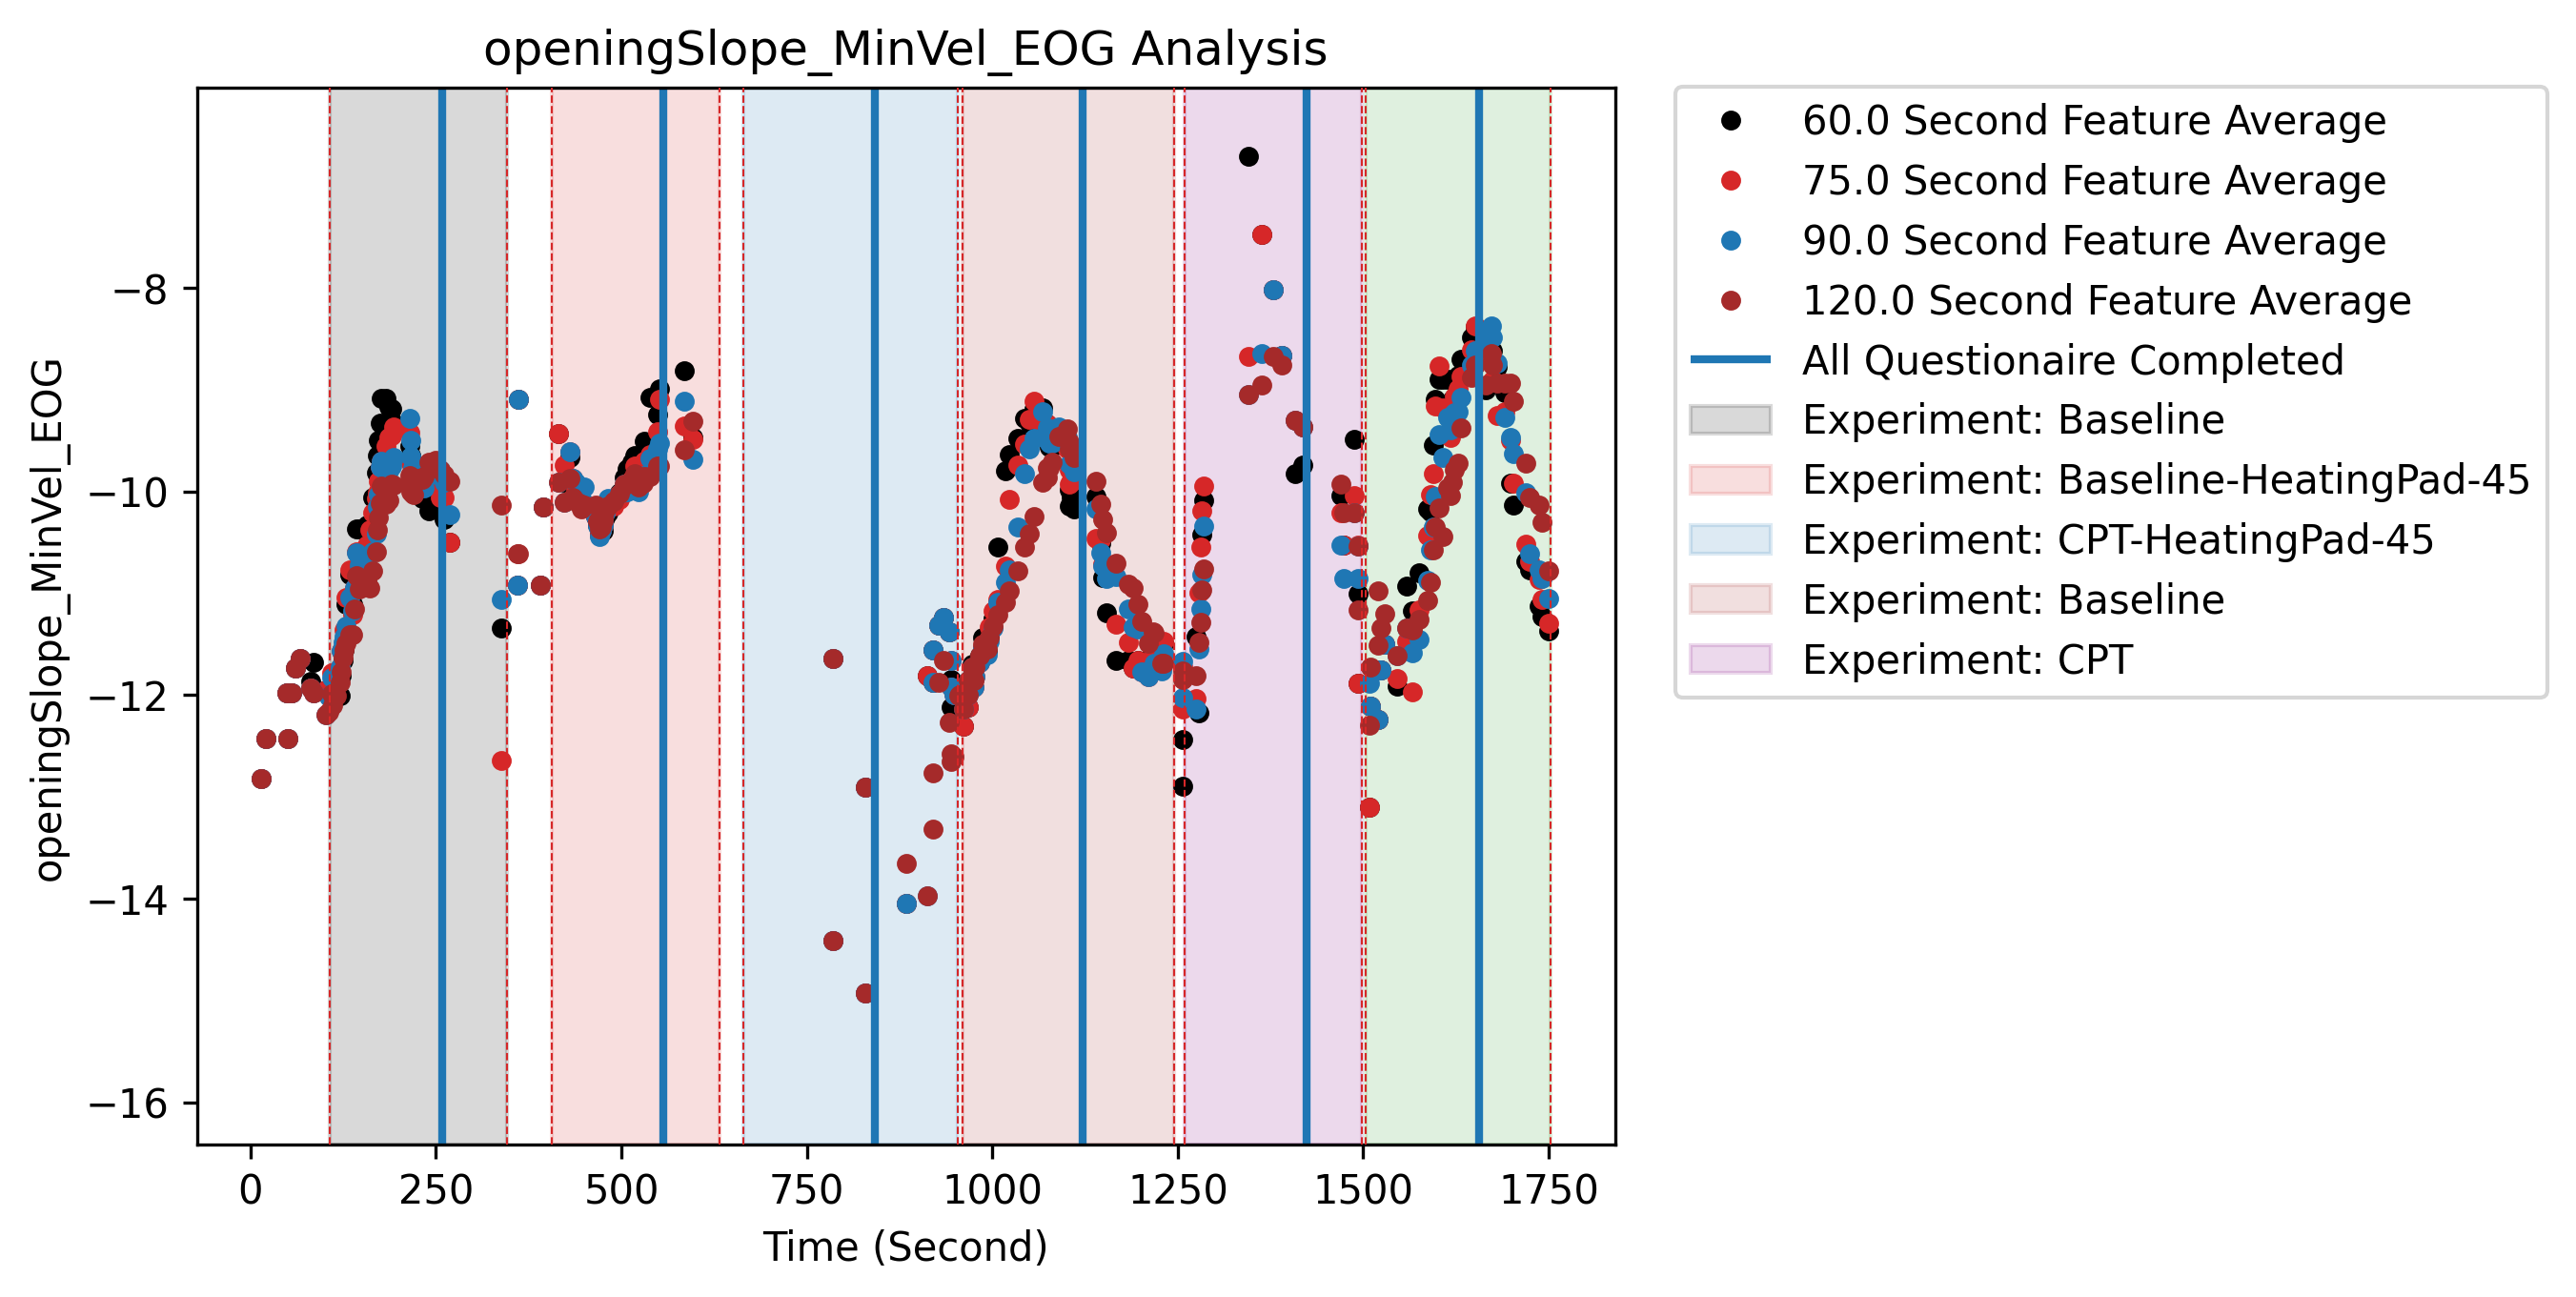 openingSlope_MinVel_EOG Analysis
openingSlope_MinVel_EOG
−8
−10
−12
−14
−16
0 250 500 750 1000 1250 1500 1750
Time (Second)
60.0 Second Feature Average
75.0 Second Feature Average
90.0 Second Feature Average
120.0 Second Feature Average
All Questionaire Completed
Experiment: Baseline
Experiment: Baseline-HeatingPad-45
Experiment: CPT-HeatingPad-45
Experiment: Baseline
Experiment: CPT